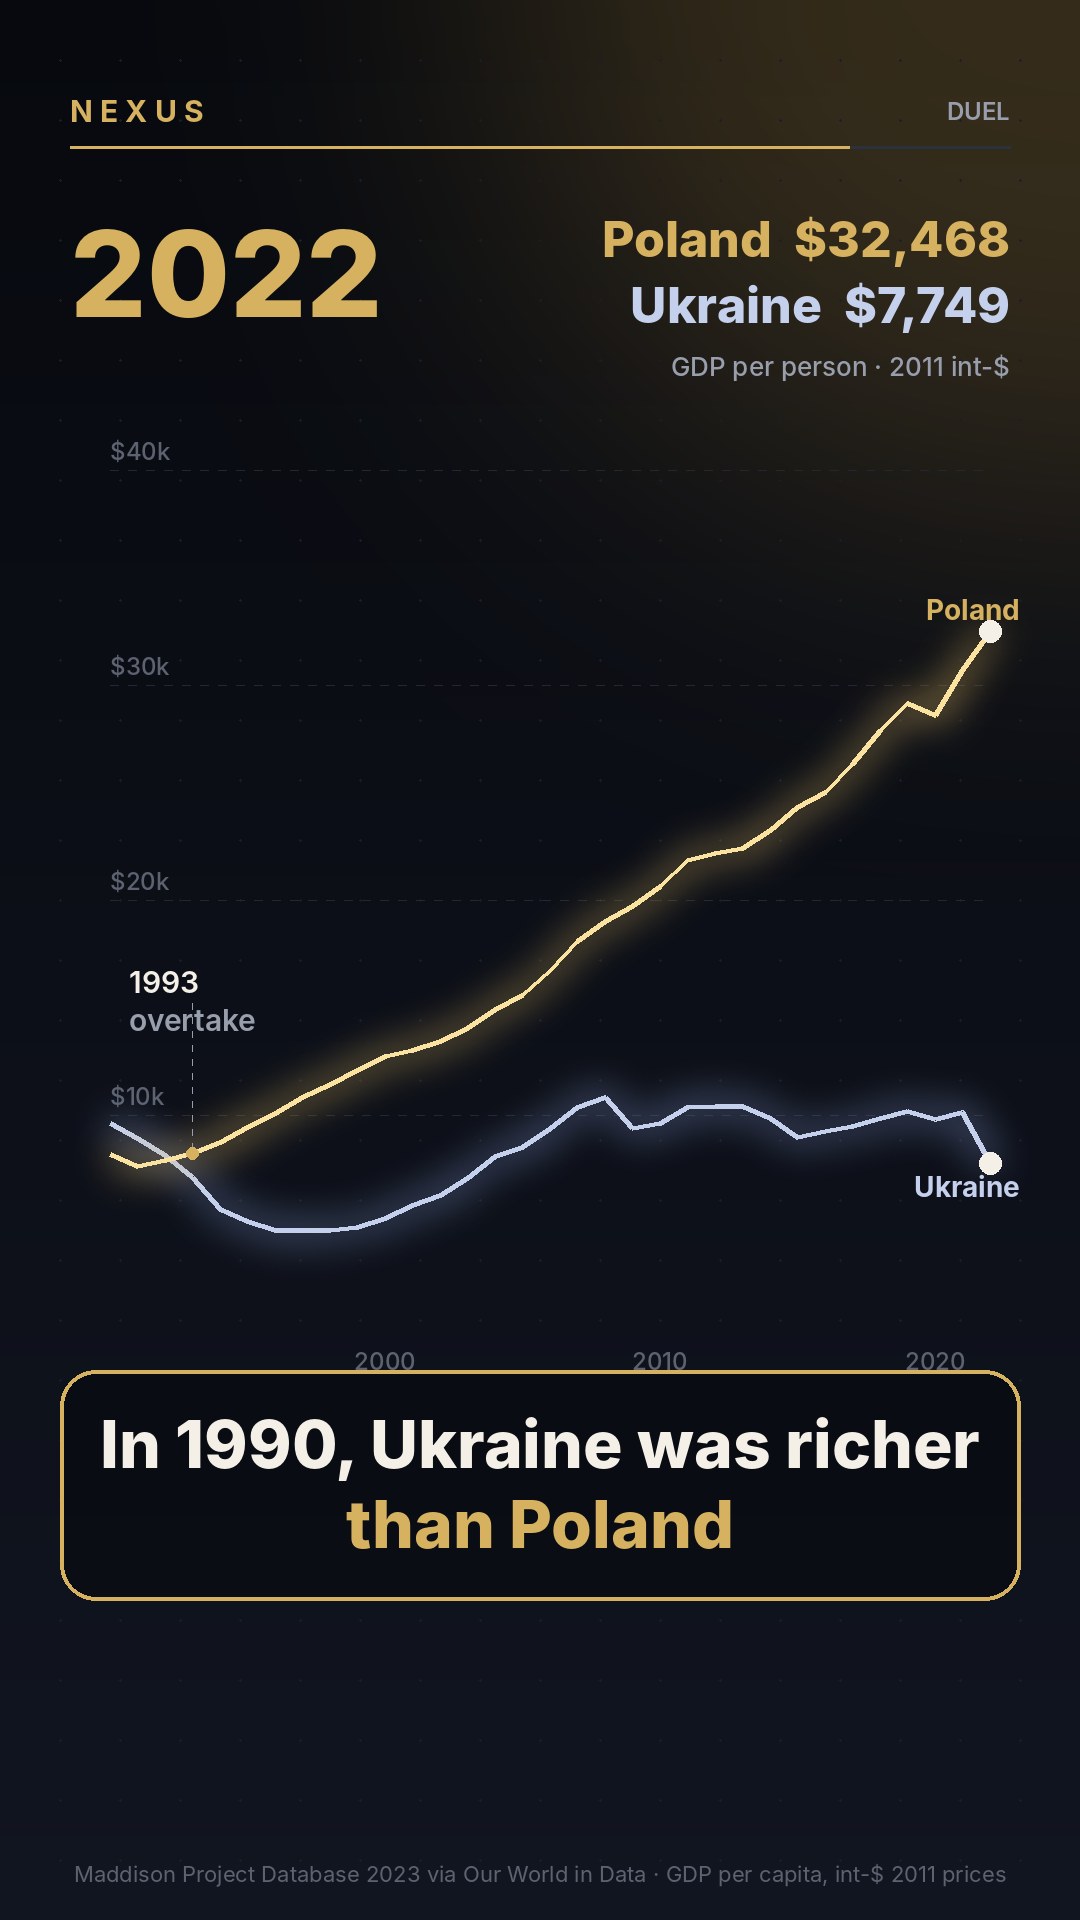 NEXUS
DUEL
2022
Poland $32,468
Ukraine $7,749
GDP per person · 2011 int-$
$40k
Poland
$30k
$20k
1993
overtake
$10k
Ukraine
2000 2010 2020
In 1990, Ukraine was richer
than Poland
Maddison Project Database 2023 via Our World in Data · GDP per capita, int-$ 2011 prices